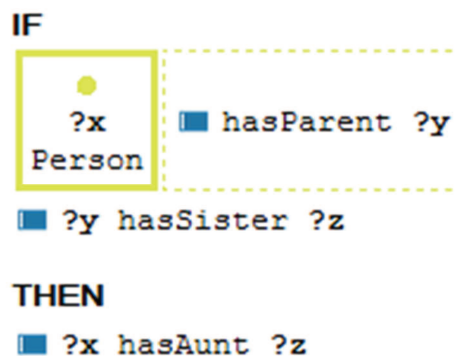 IF
?x hasParent ?y
Person
?y hasSister ?z
THEN
?x hasAunt ?z